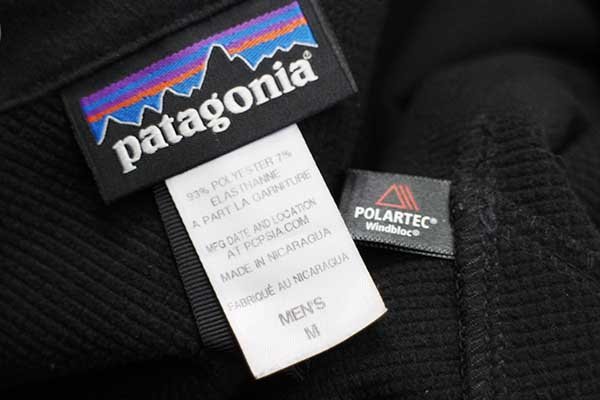 patagonia
93% POLYESTER 7%
ELASTHANNE
A PART LA GARNITURE
MFG DATE AND LOCATION
AT PCPSIA.COM
MADE IN NICARAGUA
FABRIQUÉ AU NICARAGUA
MEN'S
M
POLARTEC®
Windbloc®